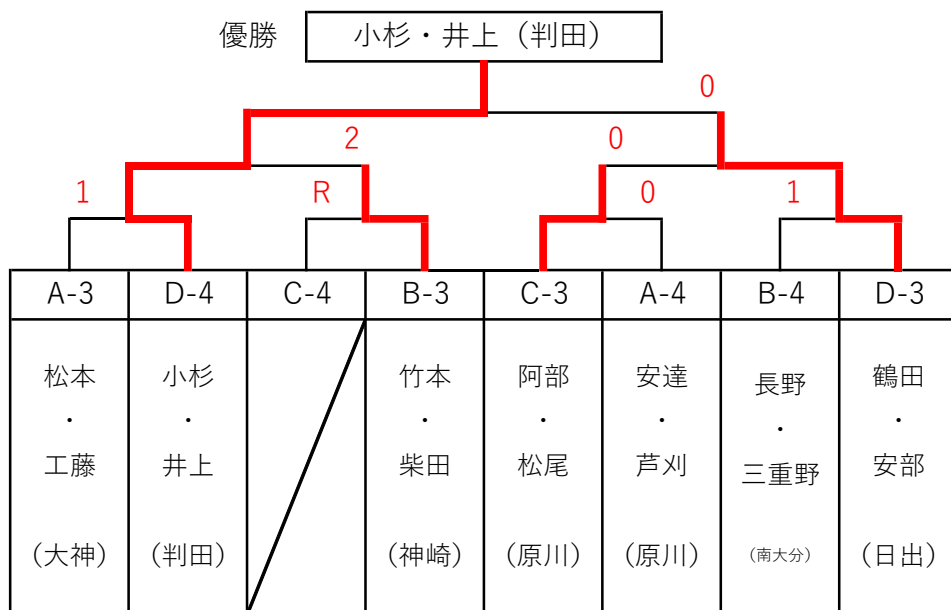 優勝
小杉・井上（判田）
0
2
0
1
R
0
1
A-3
D-4
C-4
B-3
C-3
A-4
B-4
D-3
松本
・
工藤
（大神）
小杉
・
井上
（判田）
竹本
・
柴田
（神崎）
阿部
・
松尾
（原川）
安達
・
芦刈
（原川）
長野
・
三重野
（南大分）
鶴田
・
安部
（日出）